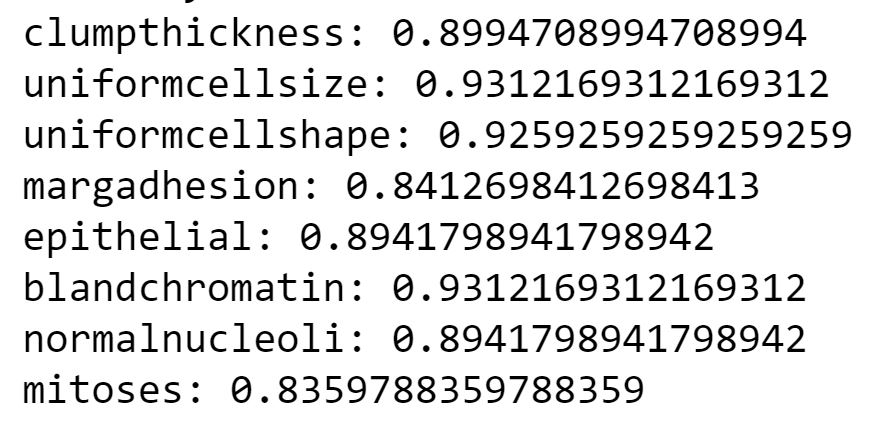 clumpthickness: 0.8994708994708994
uniformcellsize: 0.9312169312169312
uniformcellshape: 0.9259259259259259
margadhesion: 0.8412698412698413
epithelial: 0.8941798941798942
blandchromatin: 0.9312169312169312
normalnucleoli: 0.8941798941798942
mitoses: 0.8359788359788359